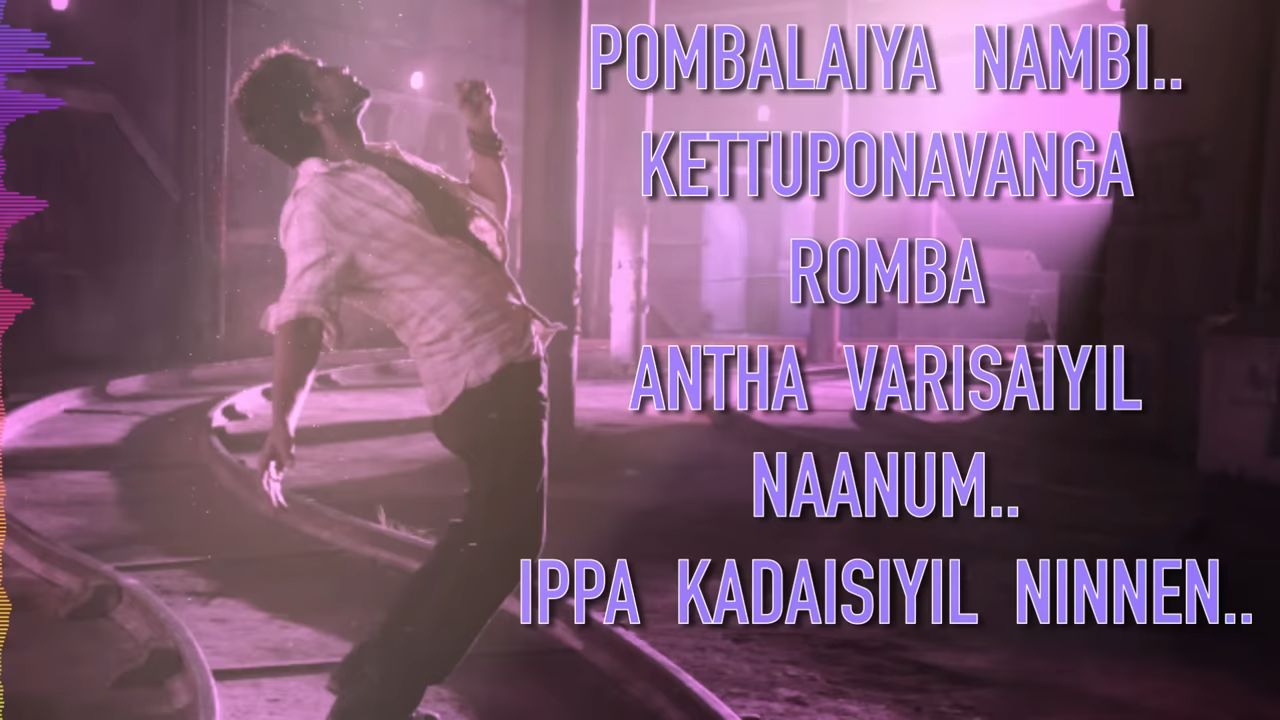 POMBALAIYA NAMBI..
KETTUPONAVANGA
ROMBA
ANTHA VARISAIYIL
NAANUM..
IPPA KADAISIYIL NINNEN..